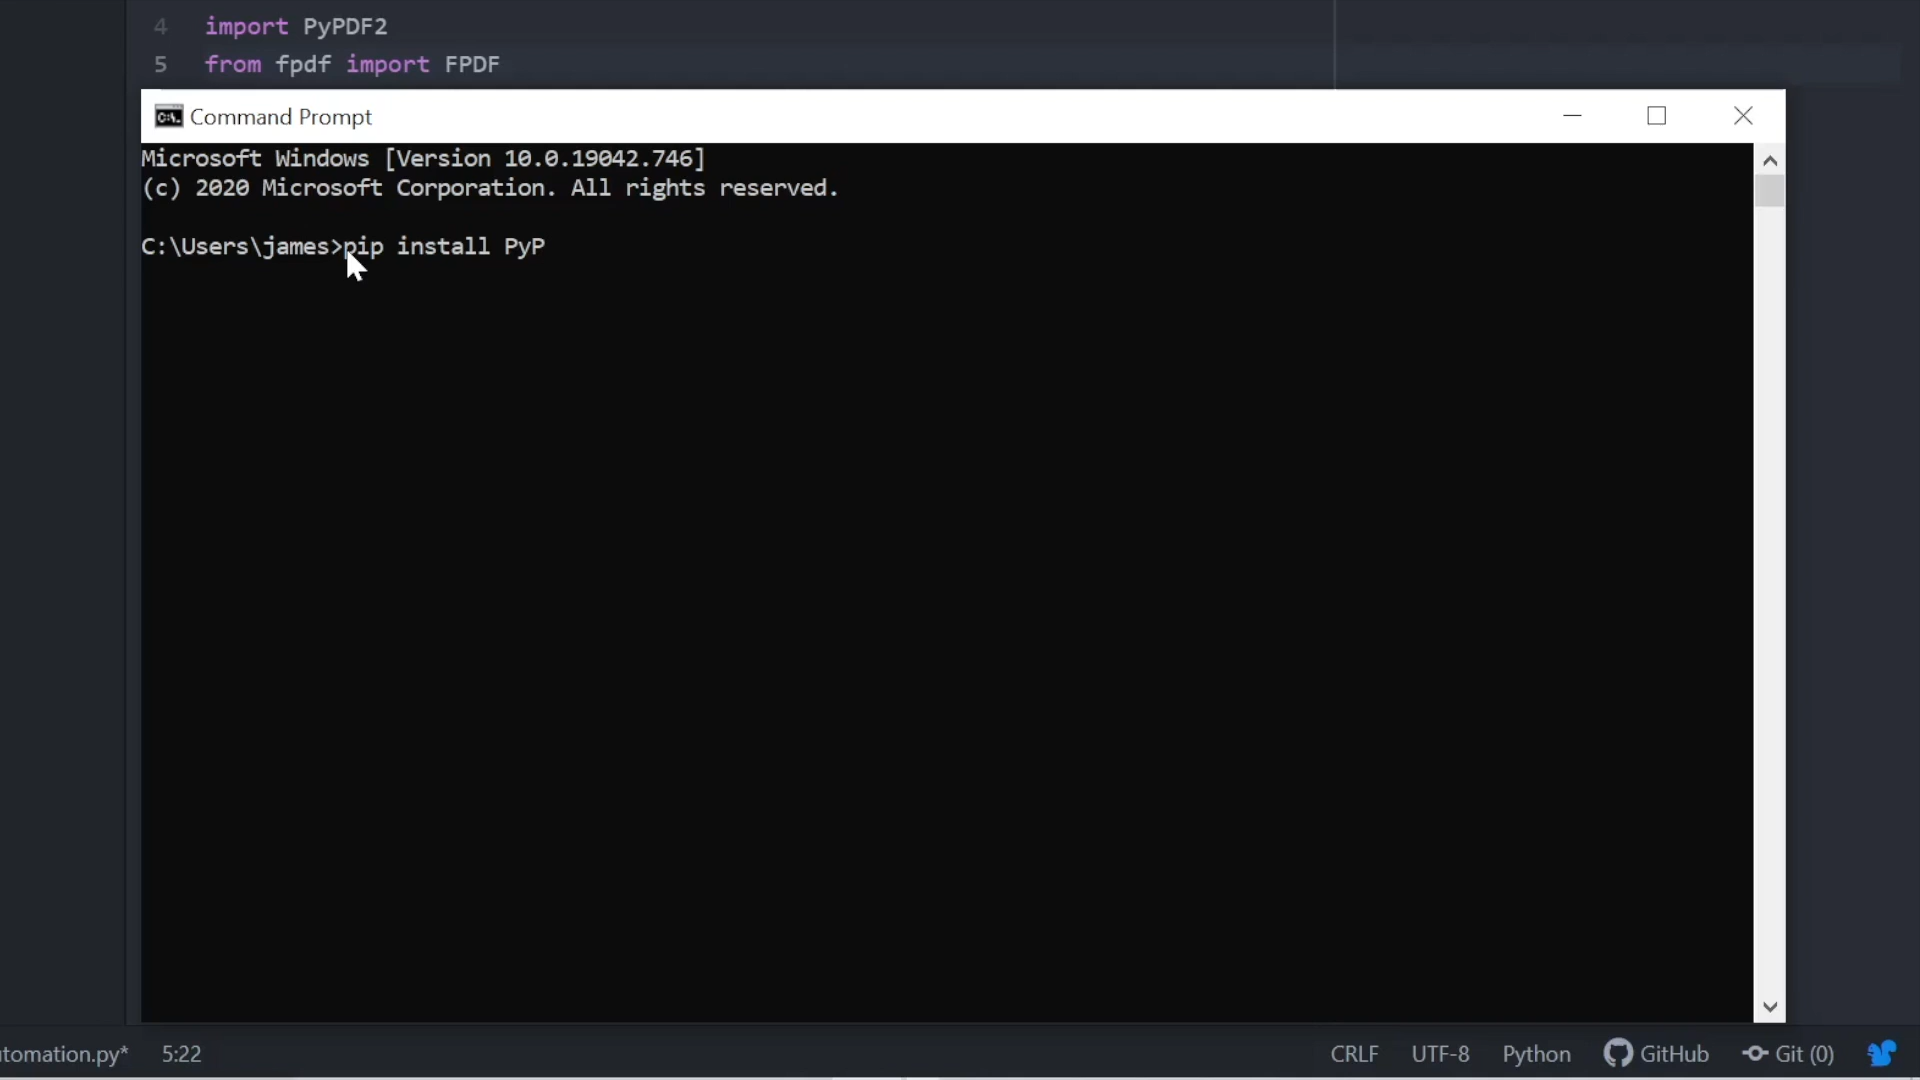 4 import PyPDF2
5 from fpdf import FPDF
Command Prompt
Microsoft Windows [Version 10.0.19042.746]
(c) 2020 Microsoft Corporation. All rights reserved.
C:\Users\james>pip install PyP
tomation.py* 5:22 CRLF UTF-8 Python GitHub Git (0)